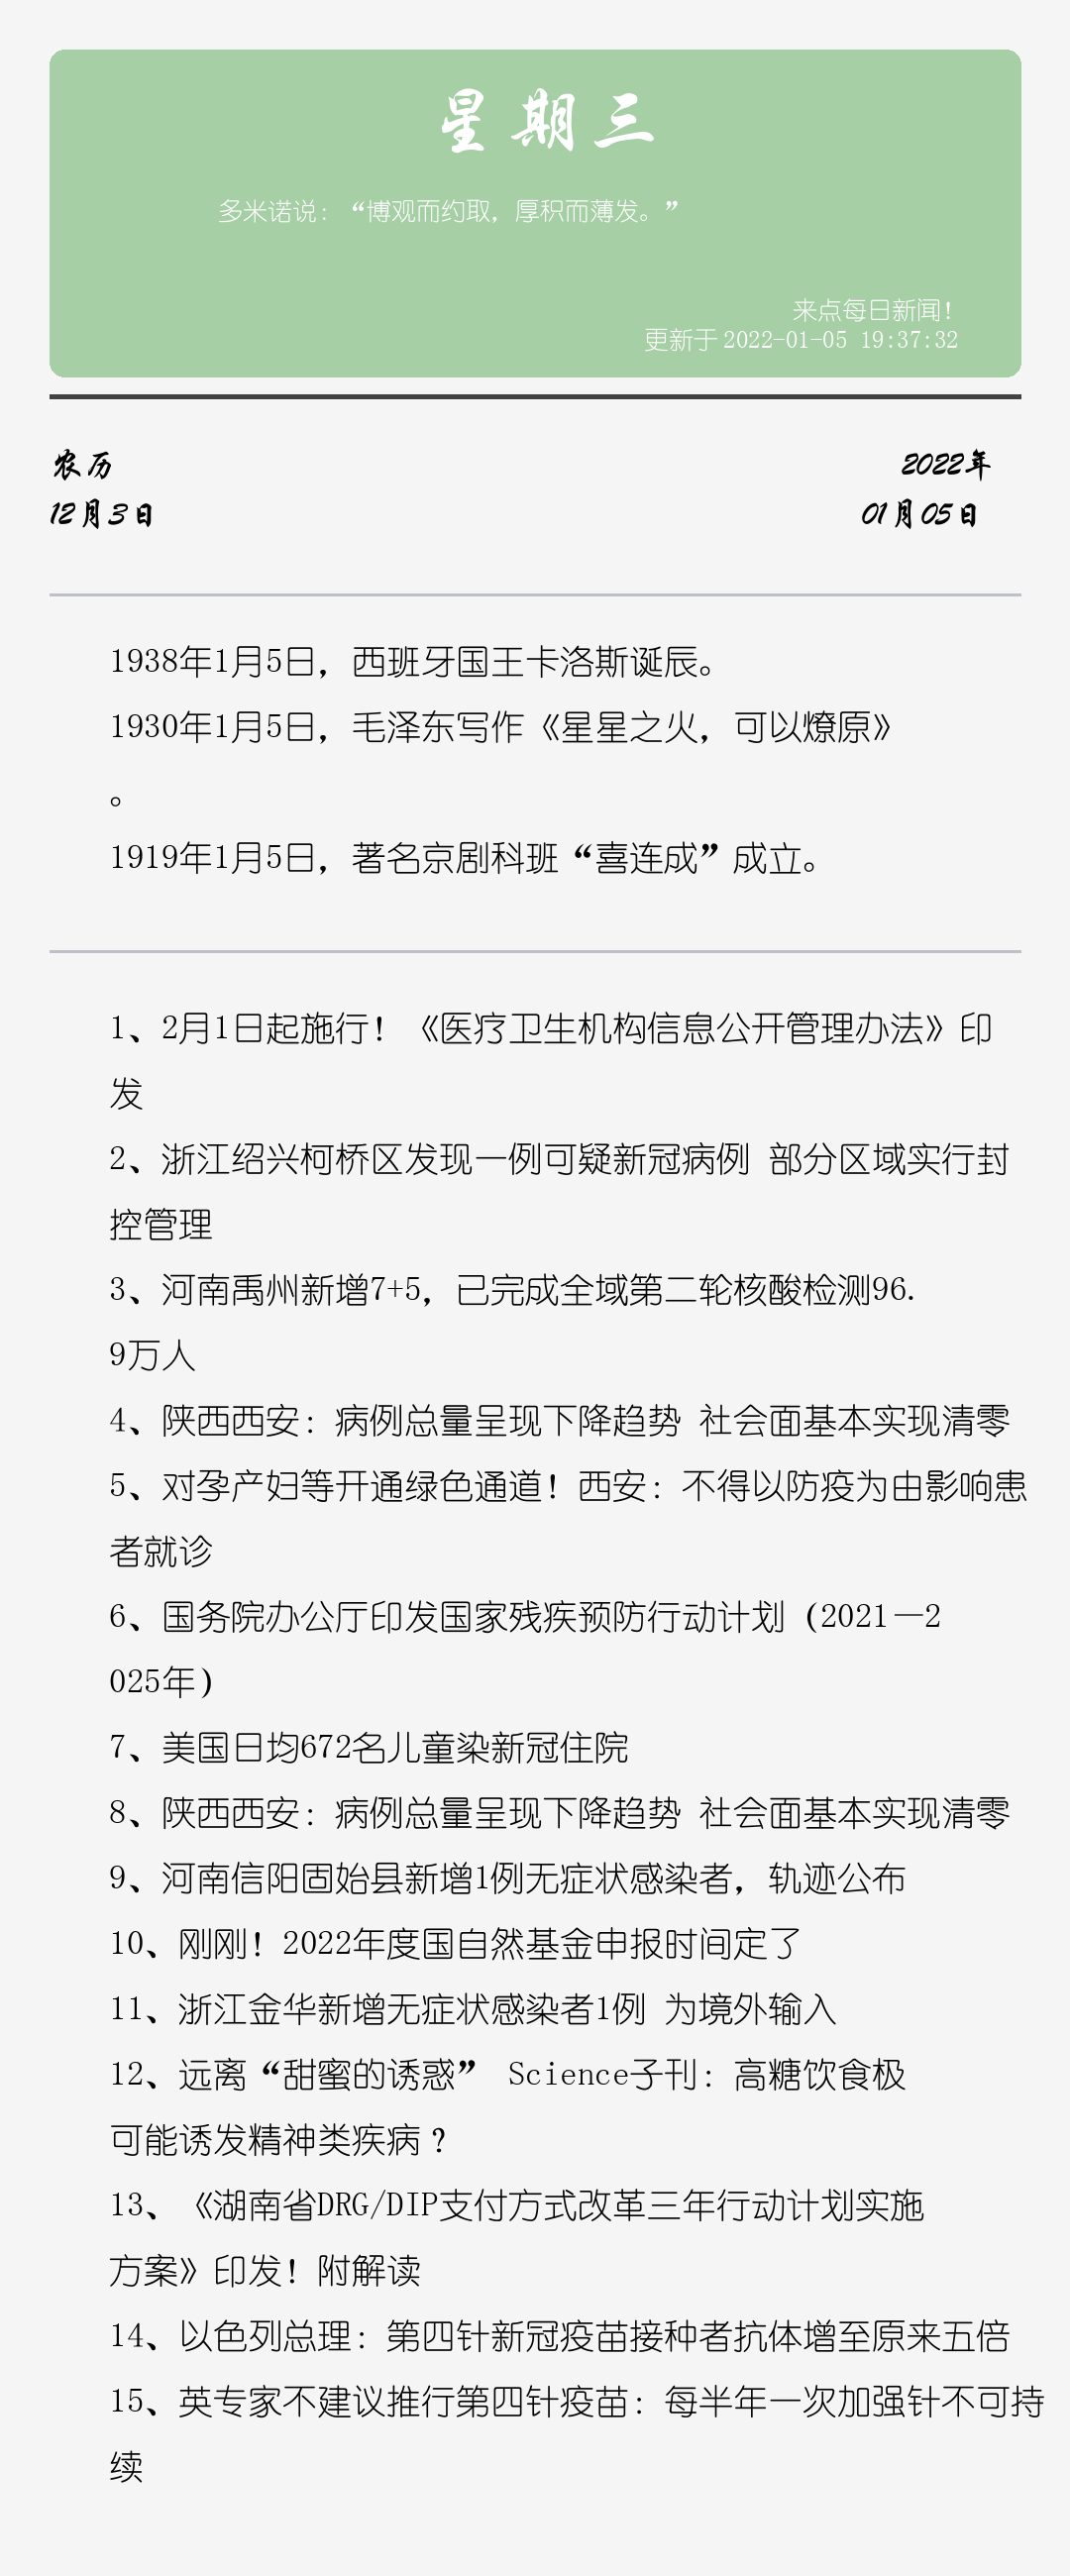 星期三
多米诺说：“博观而约取，厚积而薄发。”
来点每日新闻！
更新于 2022-01-05 19:37:32
农历
2022年
12月3日
01月05日
1938年1月5日，西班牙国王卡洛斯诞辰。
1930年1月5日，毛泽东写作《星星之火，可以燎原》
。
1919年1月5日，著名京剧科班“喜连成”成立。
1、2月1日起施行！《医疗卫生机构信息公开管理办法》印
发
2、浙江绍兴柯桥区发现一例可疑新冠病例 部分区域实行封
控管理
3、河南禹州新增7+5，已完成全域第二轮核酸检测96.
9万人
4、陕西西安：病例总量呈现下降趋势 社会面基本实现清零
5、对孕产妇等开通绿色通道！西安：不得以防疫为由影响患
者就诊
6、国务院办公厅印发国家残疾预防行动计划（2021—2
025年）
7、美国日均672名儿童染新冠住院
8、陕西西安：病例总量呈现下降趋势 社会面基本实现清零
9、河南信阳固始县新增1例无症状感染者，轨迹公布
10、刚刚！2022年度国自然基金申报时间定了
11、浙江金华新增无症状感染者1例 为境外输入
12、远离“甜蜜的诱惑” Science子刊：高糖饮食极
可能诱发精神类疾病？
13、《湖南省DRG/DIP支付方式改革三年行动计划实施
方案》印发！附解读
14、以色列总理：第四针新冠疫苗接种者抗体增至原来五倍
15、英专家不建议推行第四针疫苗：每半年一次加强针不可持
续